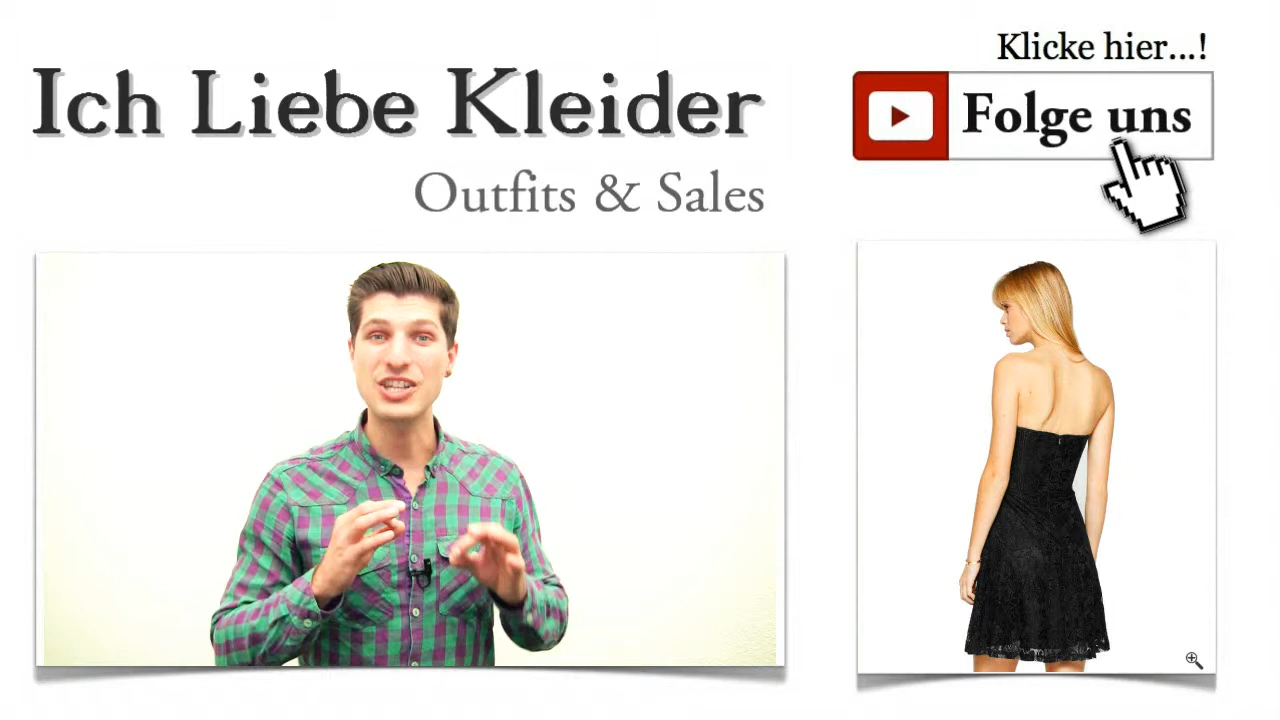 Ich Liebe Kleider
Outfits & Sales
Klicke hier...!
Folge uns